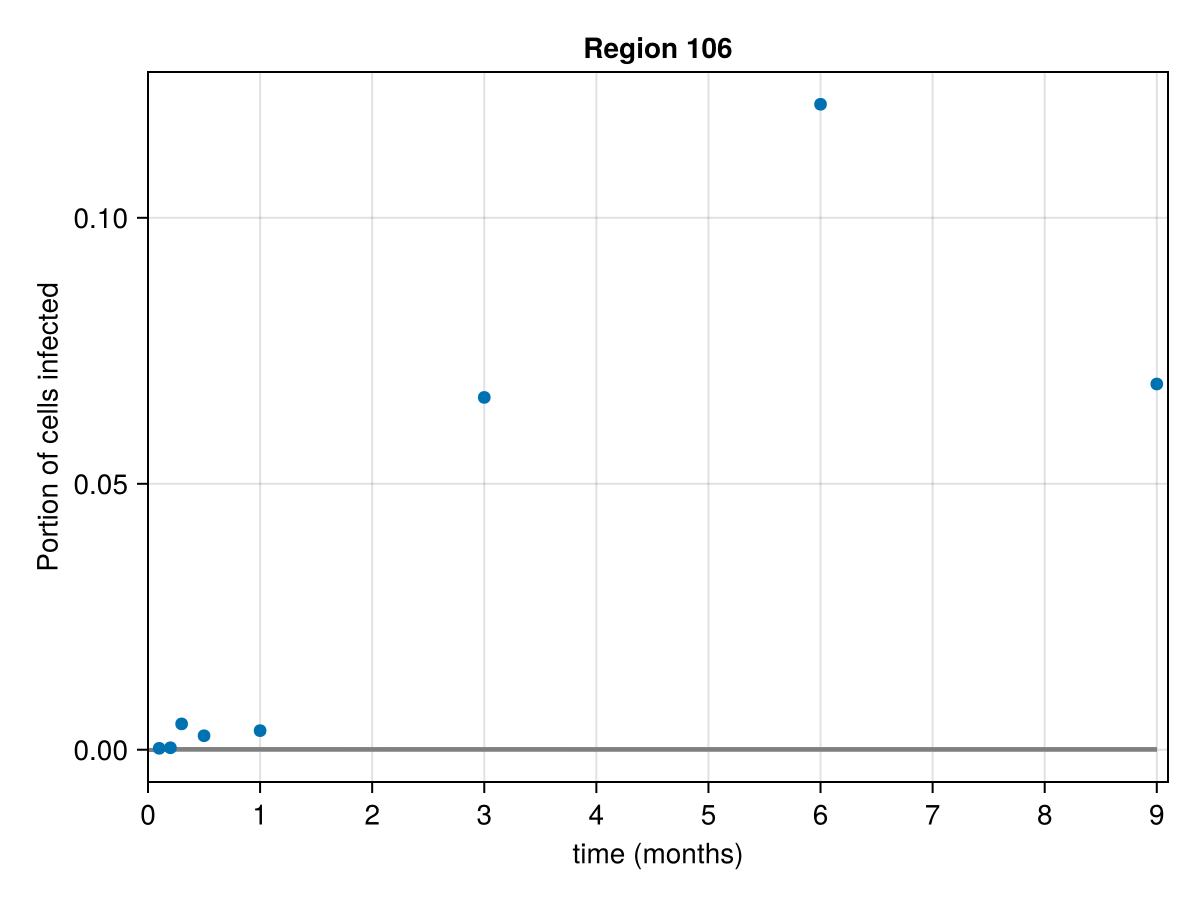 Region 106
Portion of cells infected
0.10
0.05
0.00
0 1 2 3 4 5 6 7 8 9
time (months)